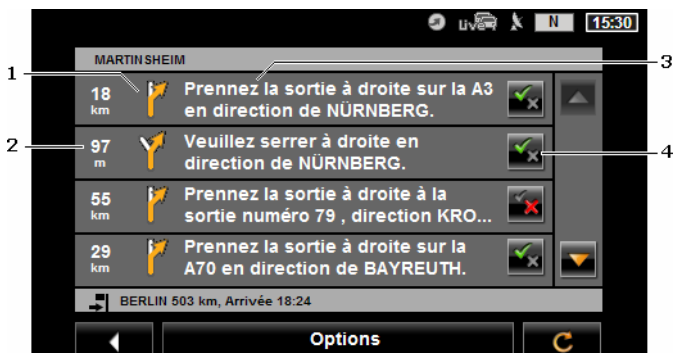 Live N 15:30
MARTINSHEIM
1
3
18 km
Prennez la sortie à droite sur la A3
en direction de NÜRNBERG.
2
97 m
Veuillez serrer à droite en
direction de NÜRNBERG.
4
55 km
Prennez la sortie à droite à la
sortie numéro 79 , direction KRO...
29 km
Prennez la sortie à droite sur la
A70 en direction de BAYREUTH.
BERLIN 503 km, Arrivée 18:24
Options